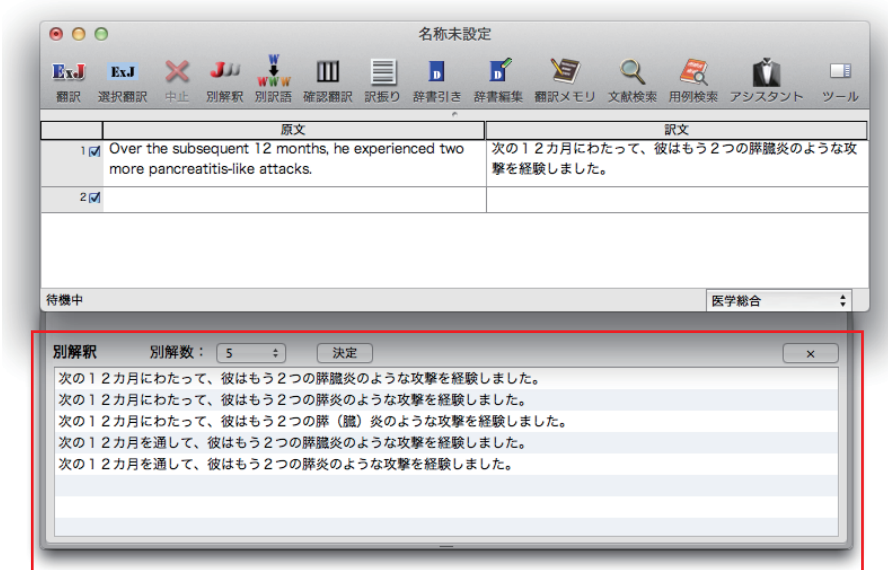 名称未設定
ExJ ExJ J W WWW D D
翻訳 選択翻訳 中止 別解釈 別訳語 確認翻訳 訳振り 辞書引き 辞書編集 翻訳メモリ 文献検索 用例検索 アシスタント ツール
原文 訳文
1 Over the subsequent 12 months, he experienced two 次の12カ月にわたって、彼はもう2つの膵臓炎のような攻
more pancreatitis-like attacks. 撃を経験しました。
2
待機中 医学総合
別解釈 別解数： 5 決定 ×
次の12カ月にわたって、彼はもう2つの膵臓炎のような攻撃を経験しました。
次の12カ月にわたって、彼はもう2つの膵炎のような攻撃を経験しました。
次の12カ月にわたって、彼はもう2つの膵（臓）炎のような攻撃を経験しました。
次の12カ月を通して、彼はもう2つの膵臓炎のような攻撃を経験しました。
次の12カ月を通して、彼はもう2つの膵炎のような攻撃を経験しました。